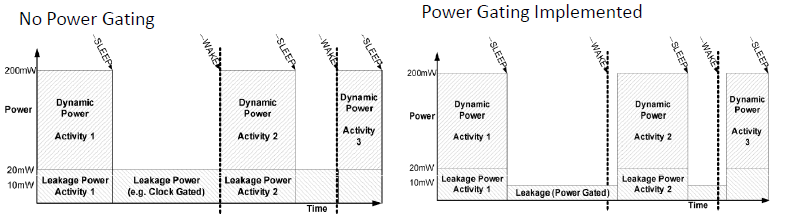 No Power Gating
SLEEP
WAKE
SLEEP
WAKE
SLEEP
200mW
Power
20mW
10mW
Dynamic
Power
Activity 1
Leakage Power
Activity 1
Leakage Power
(e.g. Clock Gated)
Dynamic
Power
Activity 2
Leakage Power
Activity 2
Dynamic
Power
Activity
3
Time
Power Gating Implemented
SLEEP
WAKE
SLEEP
WAKE
SLEEP
200mW
Power
20mW
10mW
Dynamic
Power
Activity 1
Leakage Power
Activity 1
Leakage (Power Gated)
Dynamic
Power
Activity 2
Leakage Power
Activity 2
Dynamic
Power
Activity
3
Time